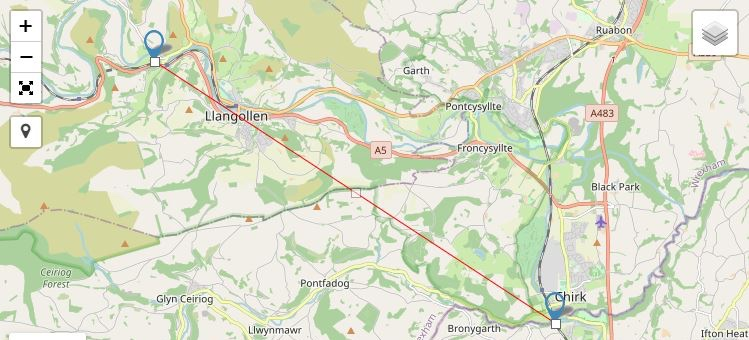 +
−
Ruabon
Garth
Pontcysyllte
A483
Llangollen
A5
Froncysyllte
Wrexham
Black Park
Ceiriog
Forest
Pontfadog
Glyn Ceiriog
Chirk
Llwynmawr
Bronygarth
Ifton Heat